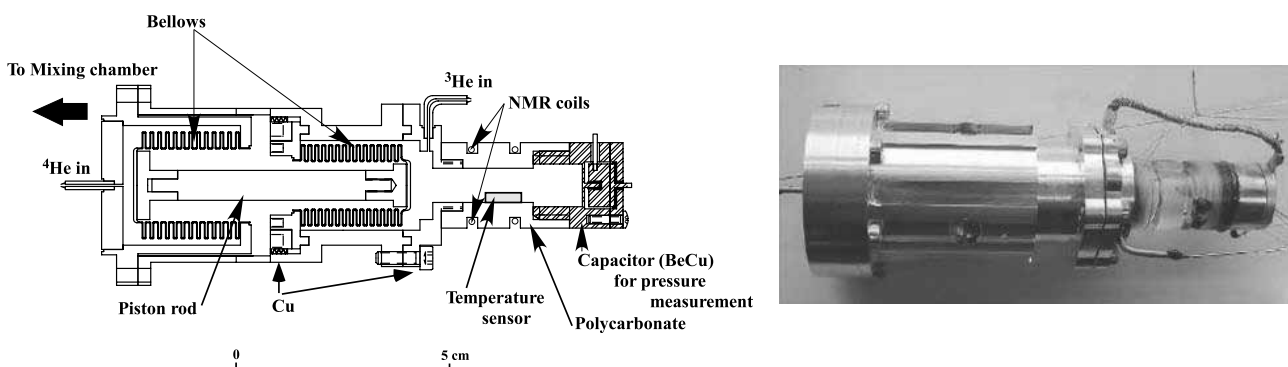 Bellows
To Mixing chamber
³He in
NMR coils
⁴He in
Capacitor (BeCu)
for pressure
measurement
Piston rod
Cu
Temperature
sensor
Polycarbonate
0
5 cm